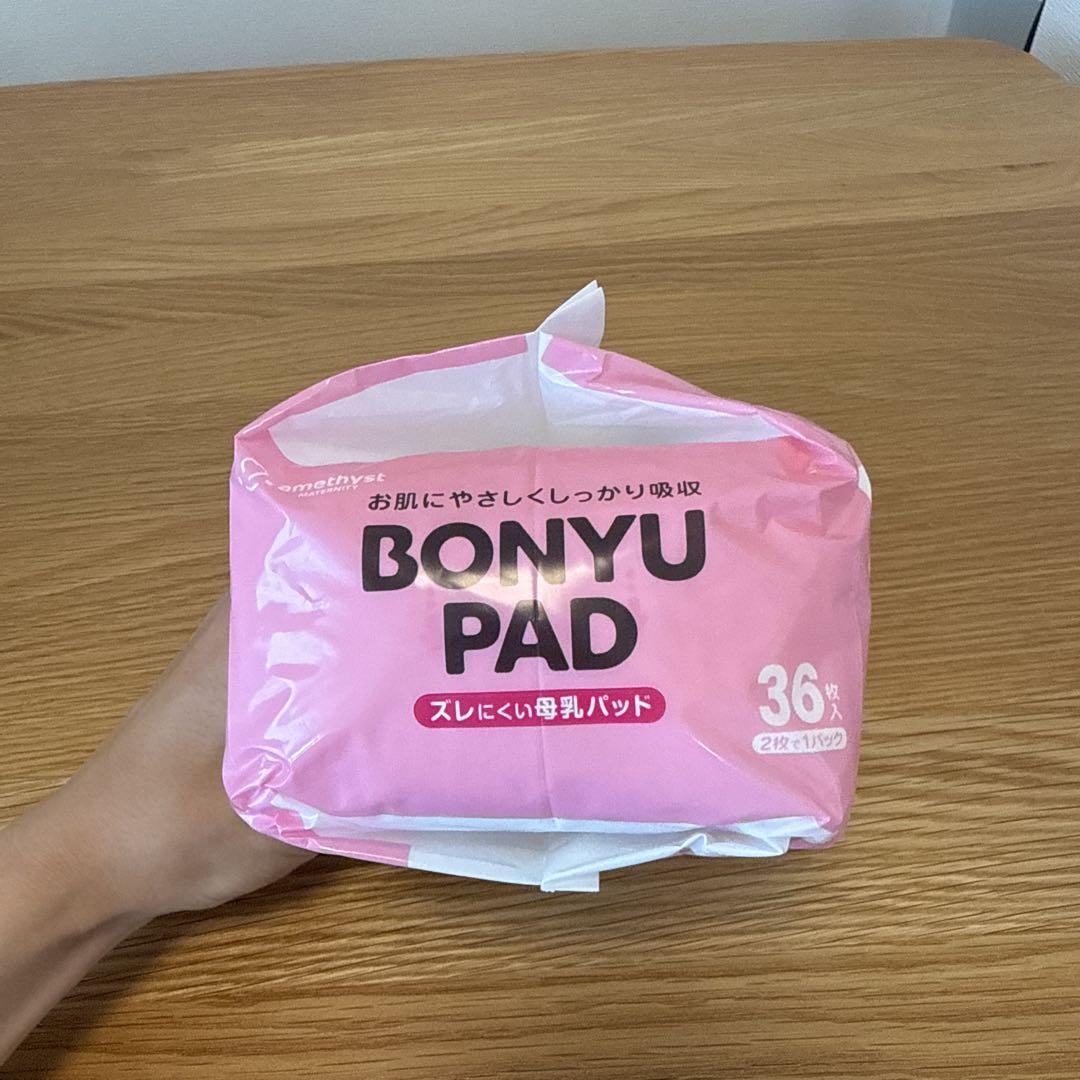 amethyst
MATERNITY
お肌にやさしくしっかり吸収
BONYU
PAD
ズレにくい母乳パッド
36枚入
2枚で1パック